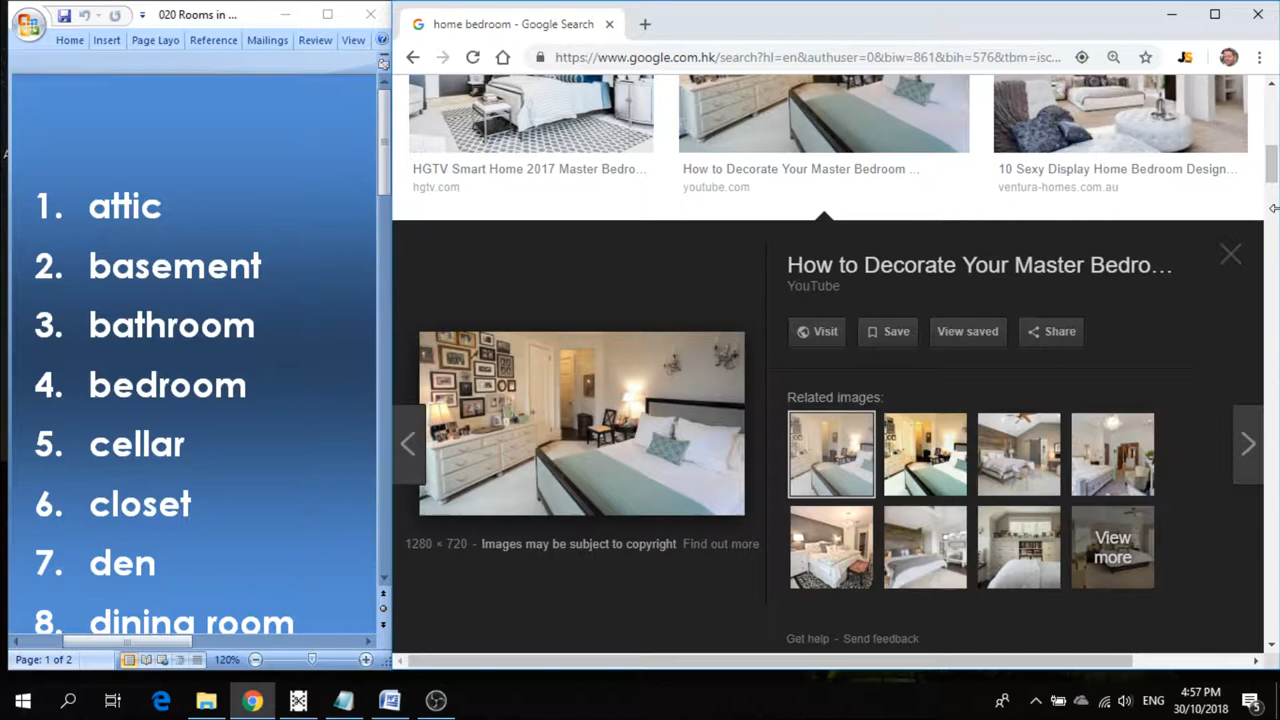 020 Rooms in ...
Home Insert Page Layo Reference Mailings Review View
1. attic
2. basement
3. bathroom
4. bedroom
5. cellar
6. closet
7. den
8. dining room
Page: 1 of 2 120%
home bedroom - Google Search
https://www.google.com.hk/search?hl=en&authuser=0&biw=861&bih=576&tbm=isc...
JS
HGTV Smart Home 2017 Master Bedro...
hgtv.com
How to Decorate Your Master Bedroom ...
youtube.com
10 Sexy Display Home Bedroom Design...
ventura-homes.com.au
How to Decorate Your Master Bedro...
YouTube
Visit Save View saved Share
Related images:
View
more
1280 × 720 - Images may be subject to copyright Find out more
Get help - Send feedback
ENG
4:57 PM
30/10/2018
5